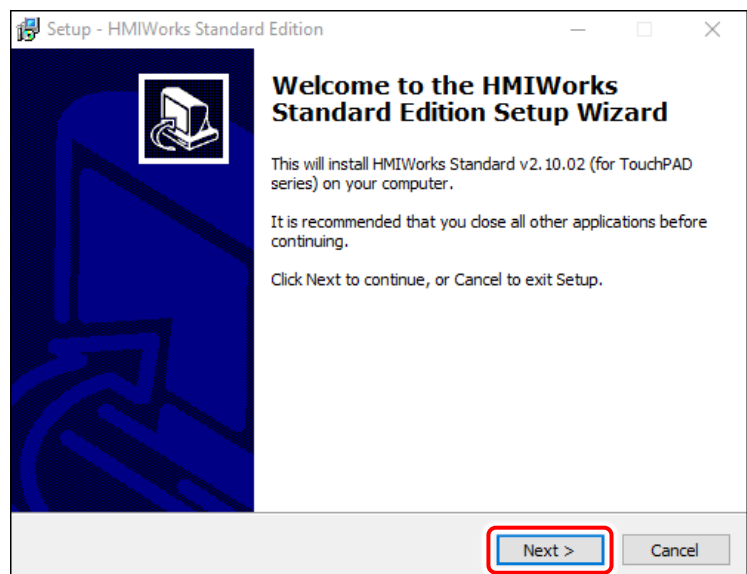 Setup - HMIWorks Standard Edition
Welcome to the HMIWorks
Standard Edition Setup Wizard
This will install HMIWorks Standard v2.10.02 (for TouchPAD
series) on your computer.
It is recommended that you close all other applications before
continuing.
Click Next to continue, or Cancel to exit Setup.
Next >
Cancel